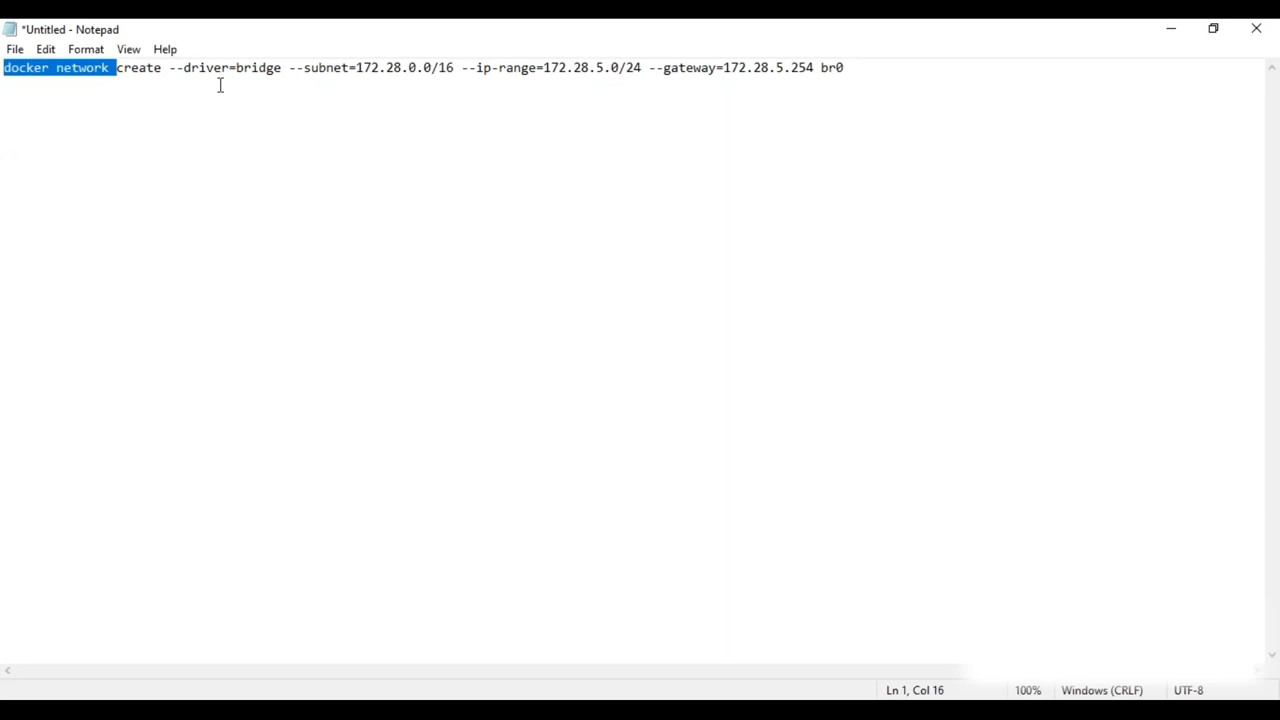 *Untitled - Notepad
File Edit Format View Help
docker network create --driver=bridge --subnet=172.28.0.0/16 --ip-range=172.28.5.0/24 --gateway=172.28.5.254 br0
Ln 1, Col 16 100% Windows (CRLF) UTF-8